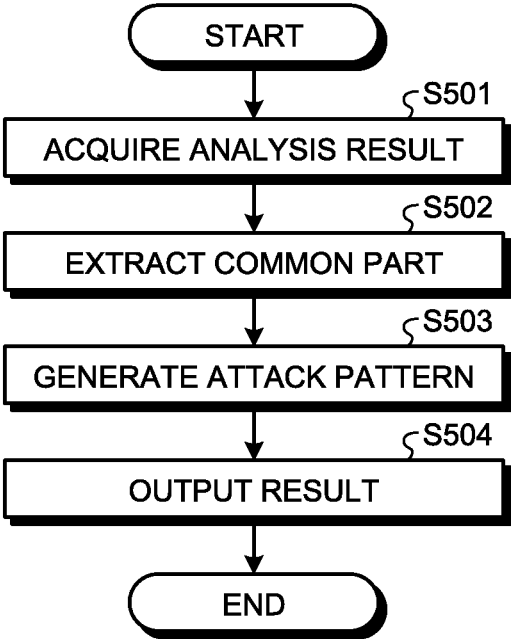 START
S501
ACQUIRE ANALYSIS RESULT
S502
EXTRACT COMMON PART
S503
GENERATE ATTACK PATTERN
S504
OUTPUT RESULT
END